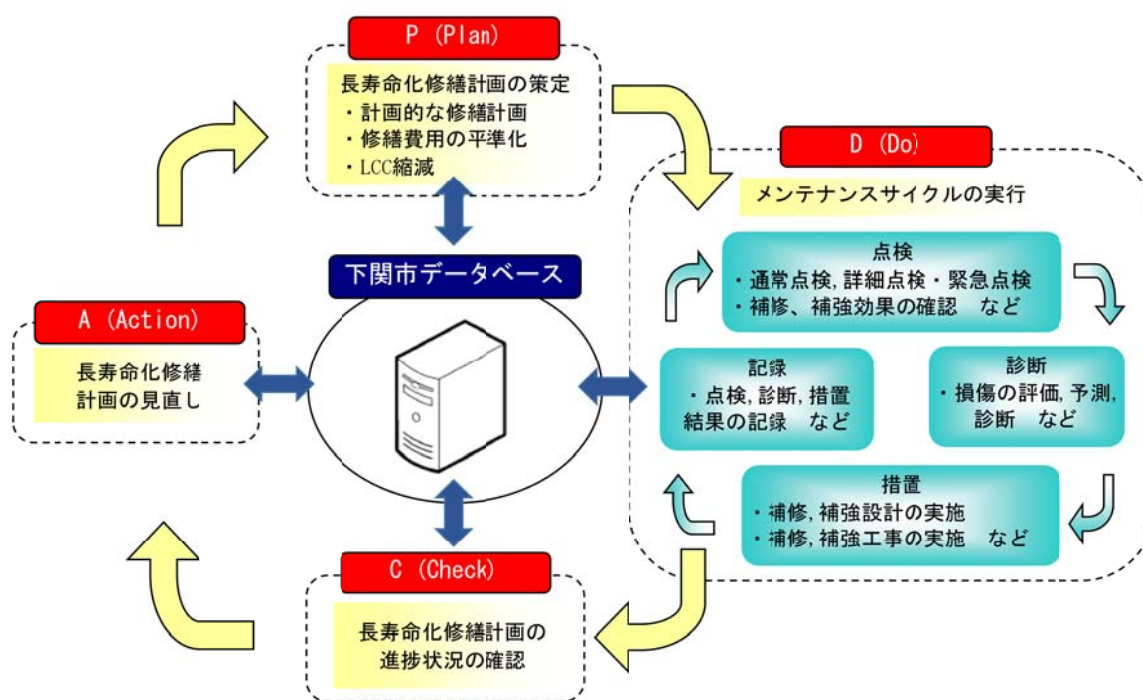 P (Plan)
長寿命化修繕計画の策定
・計画的な修繕計画
・修繕費用の平準化
・LCC縮減
D (Do)
メンテナンスサイクルの実行
点検
・通常点検,詳細点検・緊急点検
・補修、補強効果の確認　など
下関市データベース
A (Action)
長寿命化修繕
計画の見直し
記録
・点検,診断,措置
結果の記録　など
診断
・損傷の評価,予測,
診断　など
措置
・補修,補強設計の実施
・補修,補強工事の実施　など
C (Check)
長寿命化修繕計画の
進捗状況の確認